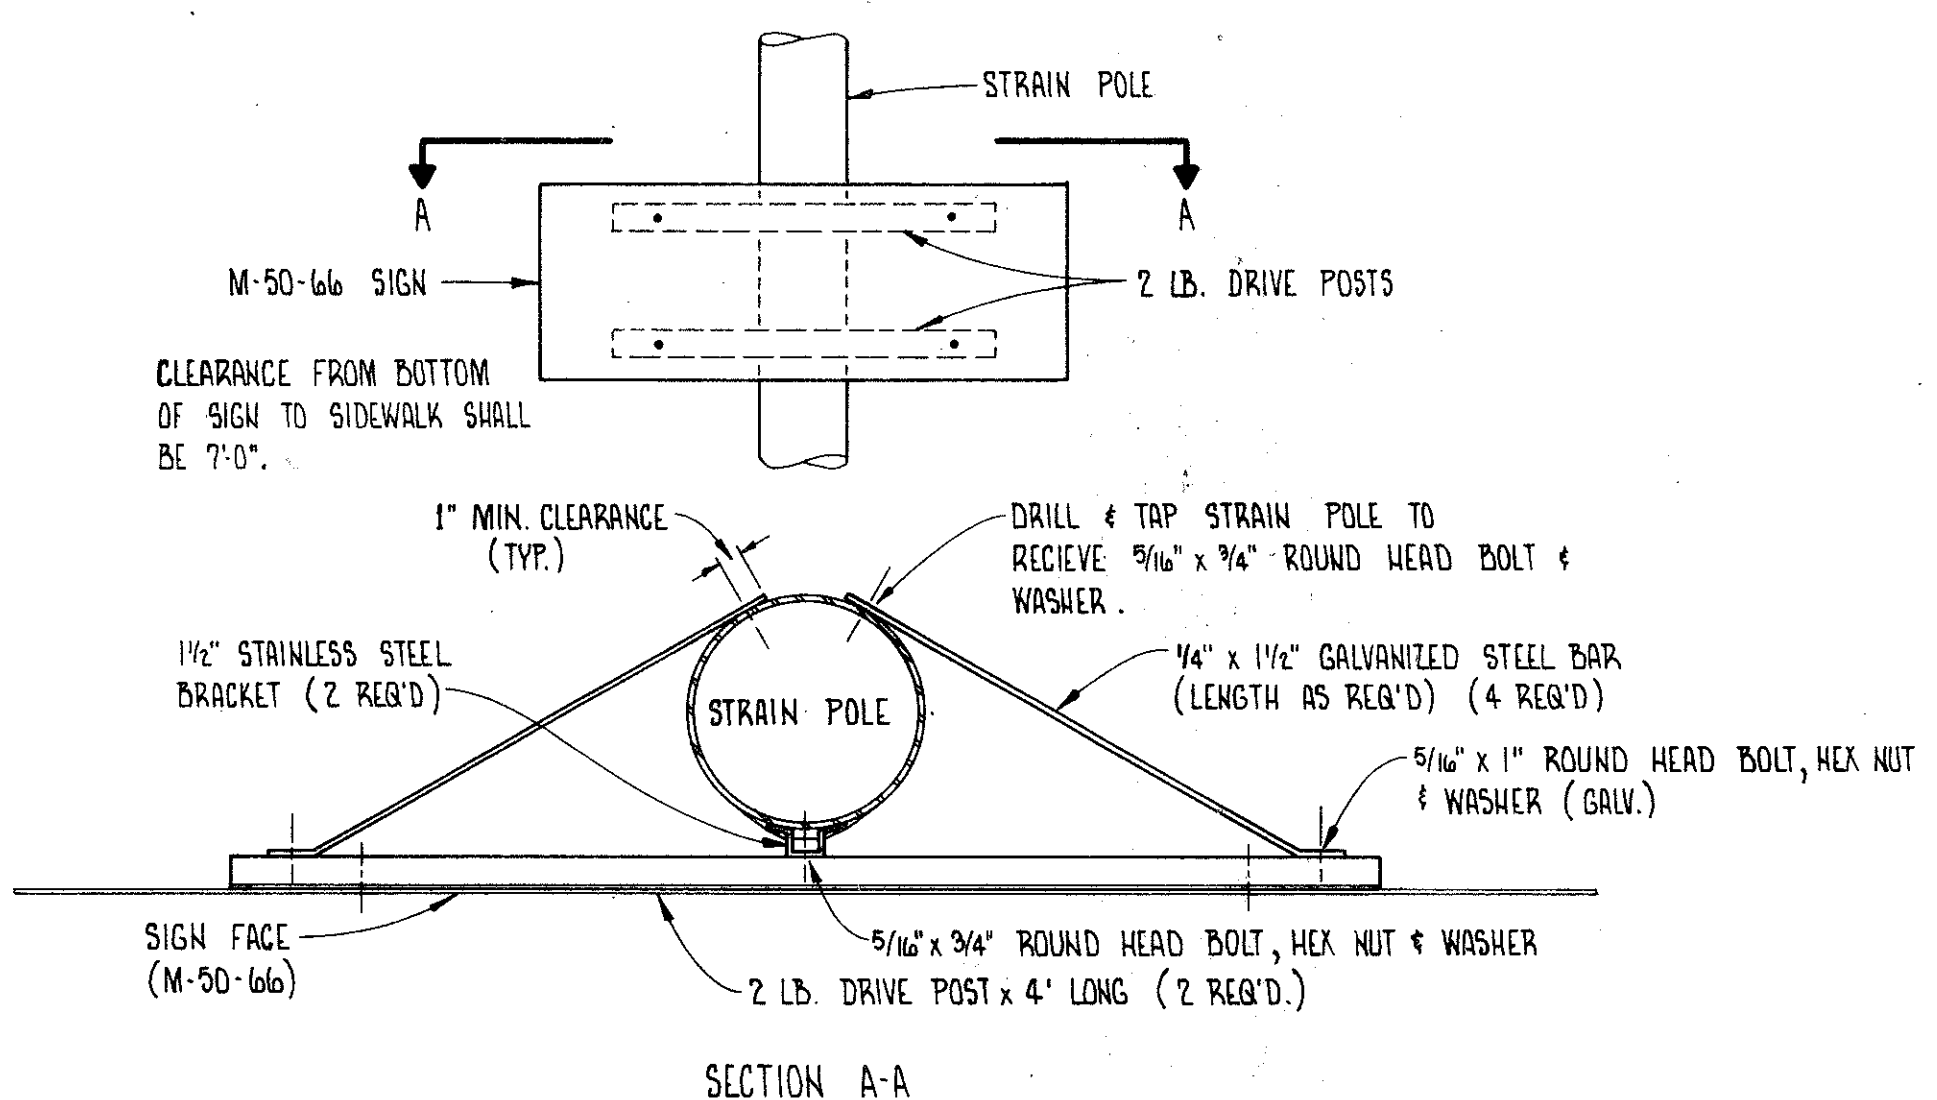 STRAIN POLE
A
A
M-50-66 SIGN
2 LB. DRIVE POSTS
CLEARANCE FROM BOTTOM
OF SIGN TO SIDEWALK SHALL
BE 7'-0".
1" MIN. CLEARANCE
(TYP.)
DRILL & TAP STRAIN POLE TO
RECIEVE 5/16" x 3/4" ROUND HEAD BOLT &
WASHER.
1 1/2" STAINLESS STEEL
BRACKET (2 REQ'D)
STRAIN POLE
1/4" x 1 1/2" GALVANIZED STEEL BAR
(LENGTH AS REQ'D) (4 REQ'D)
5/16" x 1" ROUND HEAD BOLT, HEX NUT
& WASHER (GALV.)
SIGN FACE
(M-50-66)
5/16" x 3/4" ROUND HEAD BOLT, HEX NUT & WASHER
2 LB. DRIVE POST x 4' LONG (2 REQ'D.)
SECTION A-A